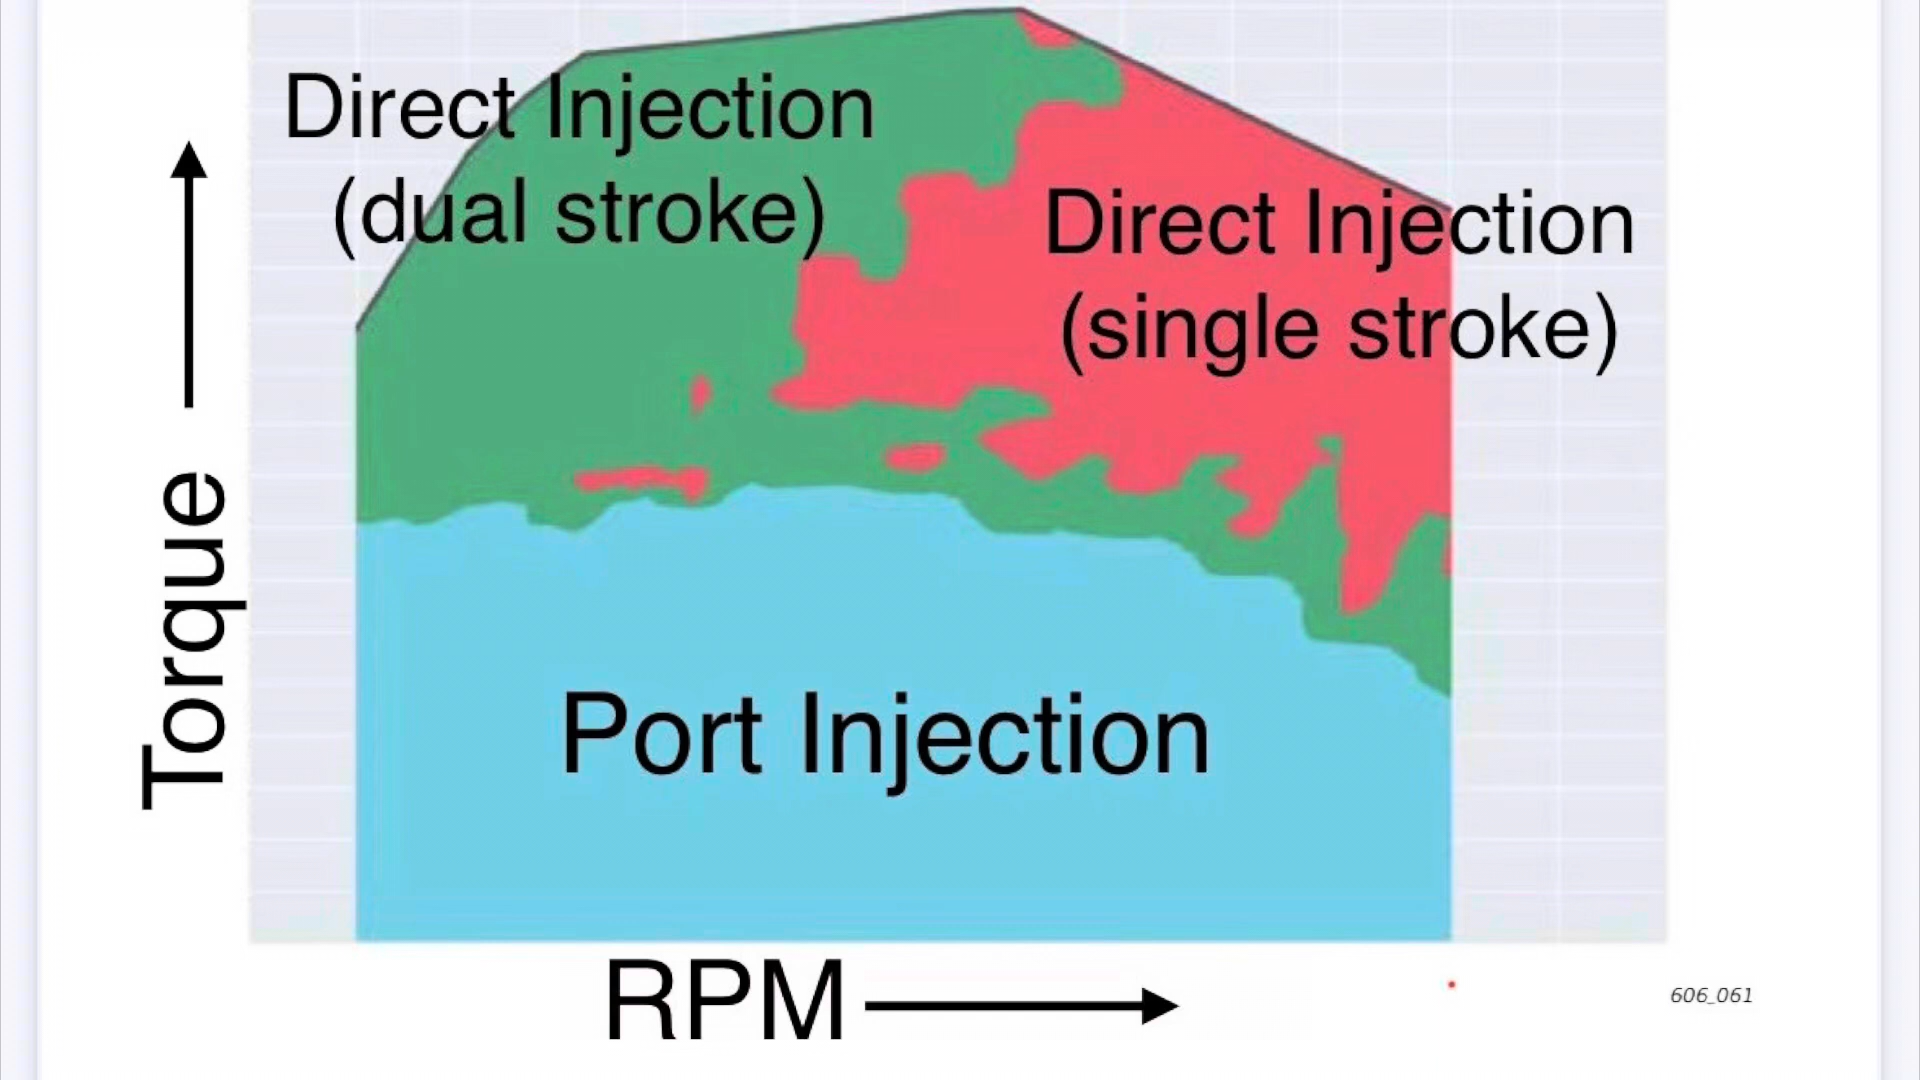 Direct Injection
(dual stroke)
Direct Injection
(single stroke)
Torque
Port Injection
RPM
606_061